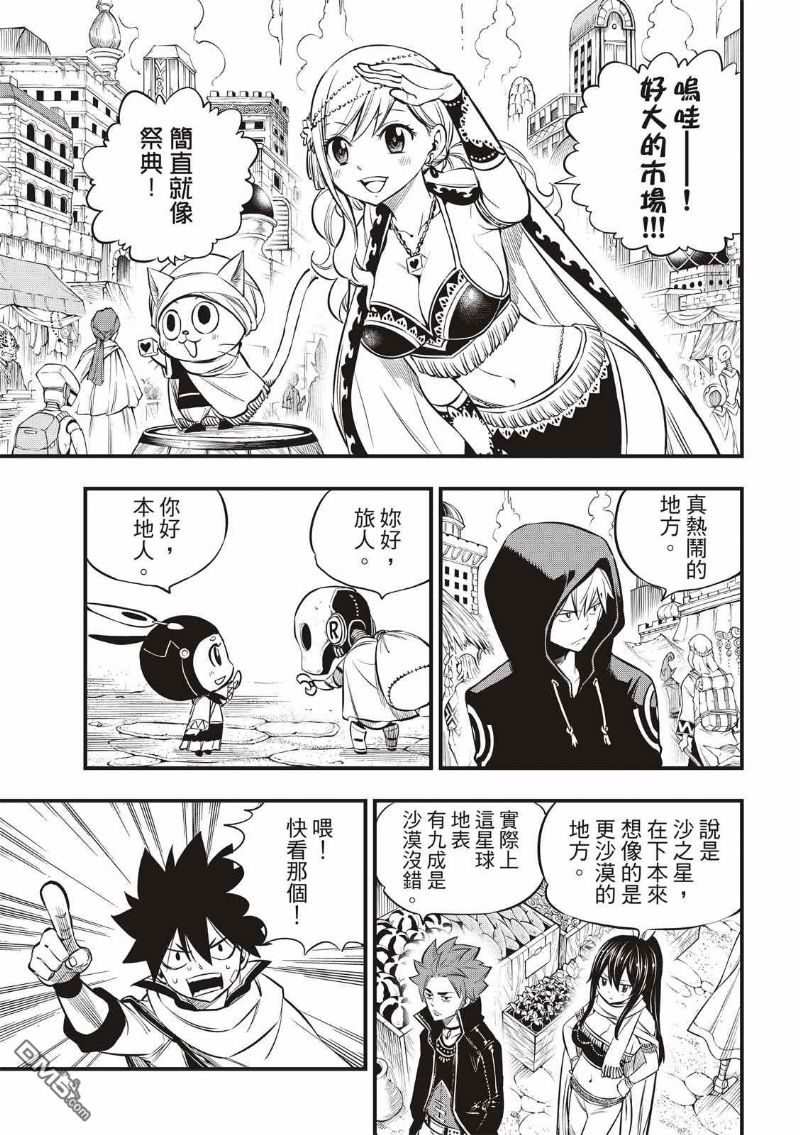 嗚哇——！
好大的市場!!!
簡直就像
祭典！
真熱鬧的
地方。
妳好，
旅人。
R
你好，
本地人。
說是
沙之星，
在下本來
想像的是
更沙漠的
地方。
實際上
這星球
地表
有九成是
沙漠沒錯。
喂！
快看那個！
DM5.com